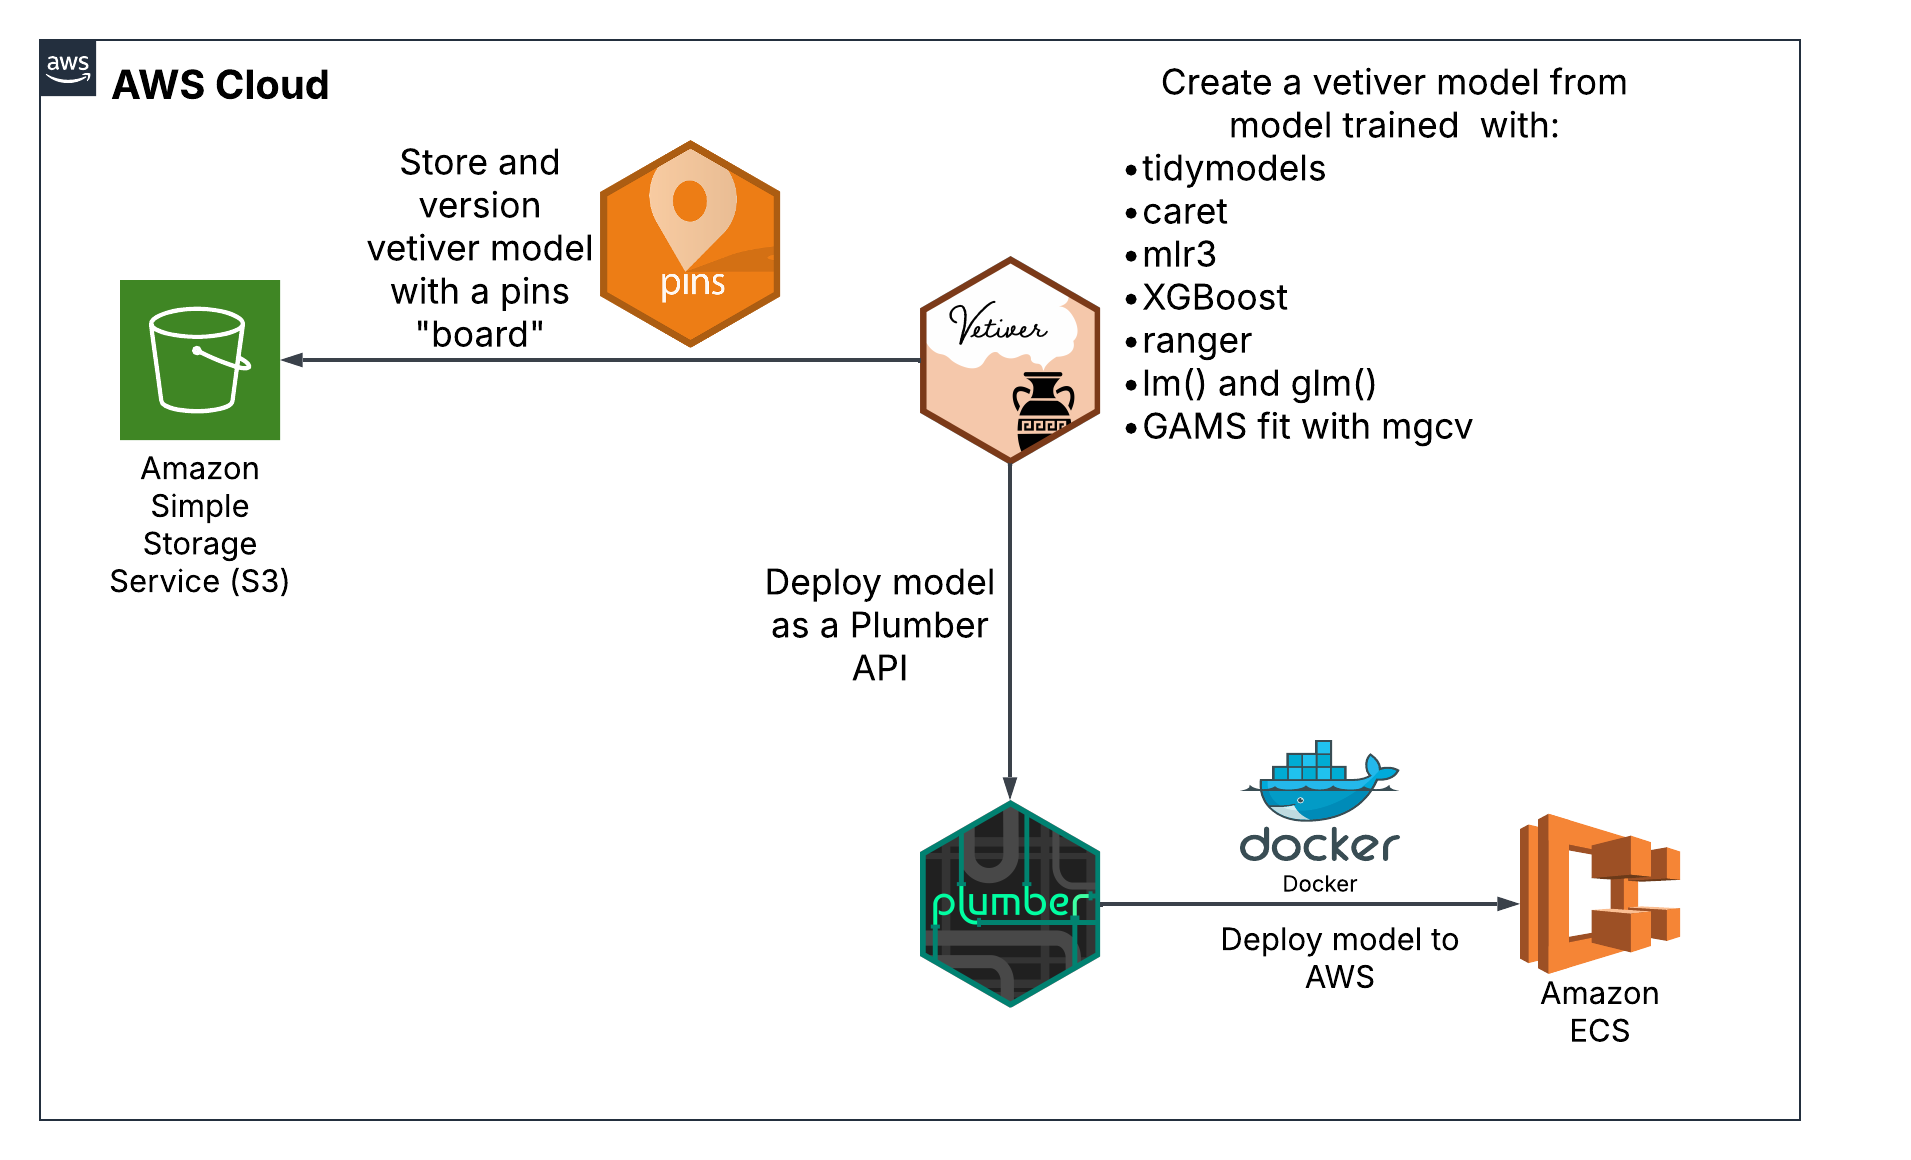 aws
AWS Cloud
Create a vetiver model from
model trained  with:
•tidymodels
•caret
•mlr3
•XGBoost
•ranger
•lm() and glm()
•GAMS fit with mgcv
Store and
version
vetiver model
with a pins
"board"
pins
Vetiver
Amazon
Simple
Storage
Service (S3)
Deploy model
as a Plumber
API
plumber
docker
Docker
Deploy model to
AWS
Amazon
ECS